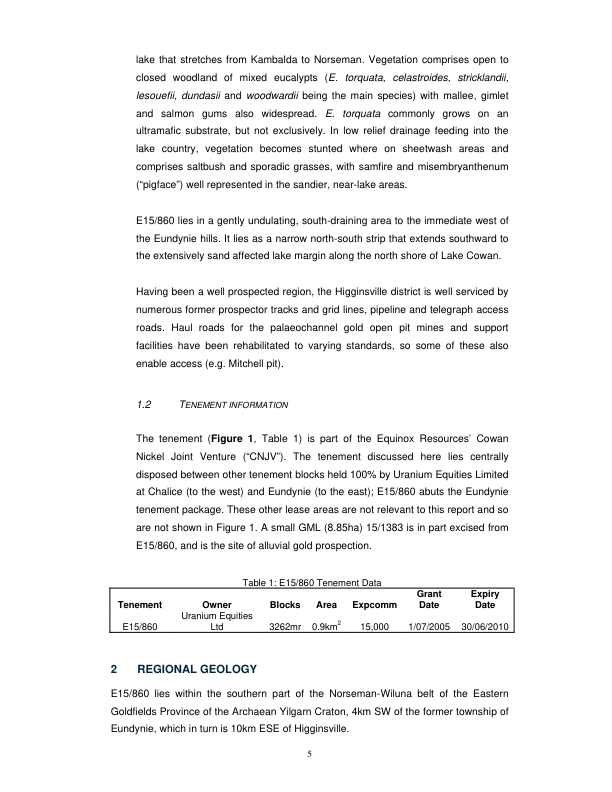 lake that stretches from Kambalda to Norseman. Vegetation comprises open to
closed woodland of mixed eucalypts (E. torquata, celastroides, stricklandii,
lesouefii, dundasii and woodwardii being the main species) with mallee, gimlet
and salmon gums also widespread. E. torquata commonly grows on an
ultramafic substrate, but not exclusively. In low relief drainage feeding into the
lake country, vegetation becomes stunted where on sheetwash areas and
comprises saltbush and sporadic grasses, with samfire and misembryanthenum
(“pigface”) well represented in the sandier, near-lake areas.
E15/860 lies in a gently undulating, south-draining area to the immediate west of
the Eundynie hills. It lies as a narrow north-south strip that extends southward to
the extensively sand affected lake margin along the north shore of Lake Cowan.
Having been a well prospected region, the Higginsville district is well serviced by
numerous former prospector tracks and grid lines, pipeline and telegraph access
roads. Haul roads for the palaeochannel gold open pit mines and support
facilities have been rehabilitated to varying standards, so some of these also
enable access (e.g. Mitchell pit).
1.2 TENEMENT INFORMATION
The tenement (Figure 1, Table 1) is part of the Equinox Resources’ Cowan
Nickel Joint Venture (“CNJV”). The tenement discussed here lies centrally
disposed between other tenement blocks held 100% by Uranium Equities Limited
at Chalice (to the west) and Eundynie (to the east); E15/860 abuts the Eundynie
tenement package. These other lease areas are not relevant to this report and so
are not shown in Figure 1. A small GML (8.85ha) 15/1383 is in part excised from
E15/860, and is the site of alluvial gold prospection.
Table 1: E15/860 Tenement Data
Tenement Owner Blocks Area Expcomm Grant Date Expiry Date
E15/860 Uranium Equities Ltd 3262mr 0.9km² 15,000 1/07/2005 30/06/2010
2 REGIONAL GEOLOGY
E15/860 lies within the southern part of the Norseman-Wiluna belt of the Eastern
Goldfields Province of the Archaean Yilgarn Craton, 4km SW of the former township of
Eundynie, which in turn is 10km ESE of Higginsville.
5